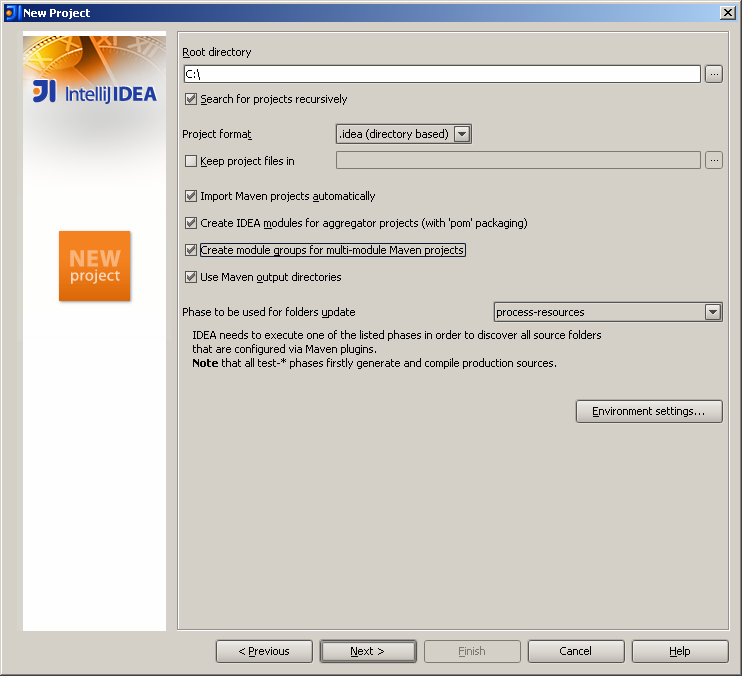 New Project
IntelliJ IDEA
NEW
project
Root directory
C:\
...
Search for projects recursively
Project format
.idea (directory based)
Keep project files in
...
Import Maven projects automatically
Create IDEA modules for aggregator projects (with 'pom' packaging)
Create module groups for multi-module Maven projects
Use Maven output directories
Phase to be used for folders update
process-resources
IDEA needs to execute one of the listed phases in order to discover all source folders
that are configured via Maven plugins.
Note that all test-* phases firstly generate and compile production sources.
Environment settings...
< Previous
Next >
Finish
Cancel
Help